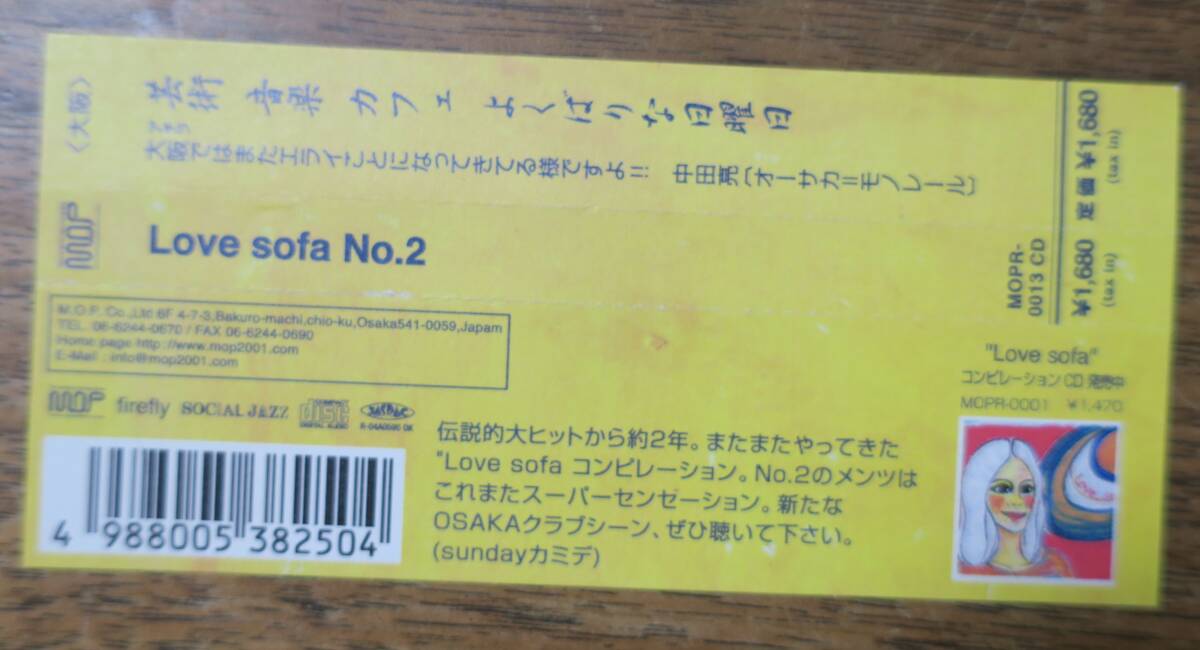 〈大阪〉
芸術 音楽 カフェ よくばりな日曜日
大阪ではまたエライことになってきてる様ですよ!! 中田亮(オーサカ=モノレール)
MOP
Love sofa No.2
M.O.P. Co.,Ltd 6F 4-7-3,Bakuro-machi,chio-ku,Osaka541-0059,Japam
TEL. 06-6244-0670 / FAX 06-6244-0690
Home page http://www.mop2001.com
E-Mail : info@mop2001.com
MOP firefly SOCIAL JAZZ COMPACT disc DIGITAL AUDIO JASRAC
R-04A0590 OK
4 988005 382504
伝説的大ヒットから約2年。またまたやってきた
"Love sofa コンピレーション。No.2のメンツは
これまたスーパーセンゼーション。新たな
OSAKAクラブシーン、ぜひ聴いて下さい。
(sundayカミデ)
MOPR-
0013 CD
定価 ¥1,680
(tax in)
¥1,680
(tax in)
"Love sofa"
コンピレーションCD 発売中
MOPR-0001 ¥1,470